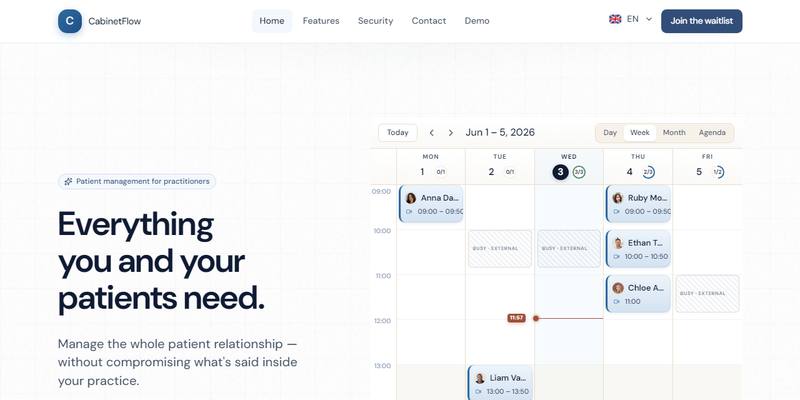 C CabinetFlow
Home Features Security Contact Demo
EN
Join the waitlist
Today
Jun 1 – 5, 2026
Day Week Month Agenda
MON TUE WED THU FRI
1 0/1 2 0/1 3 3/3 4 2/3 5 1/2
09:00
Anna Da...
09:00 – 09:50
Ruby Mo...
09:00 – 09:50
Patient management for practitioners
Everything
you and your
patients need.
Manage the whole patient relationship —
without compromising what's said inside
your practice.
10:00
BUSY · EXTERNAL
BUSY · EXTERNAL
Ethan T...
10:00 – 10:50
11:00
Chloe A...
11:00
BUSY · EXTERNAL
11:57
12:00
13:00
Liam Va...
13:00 – 13:50